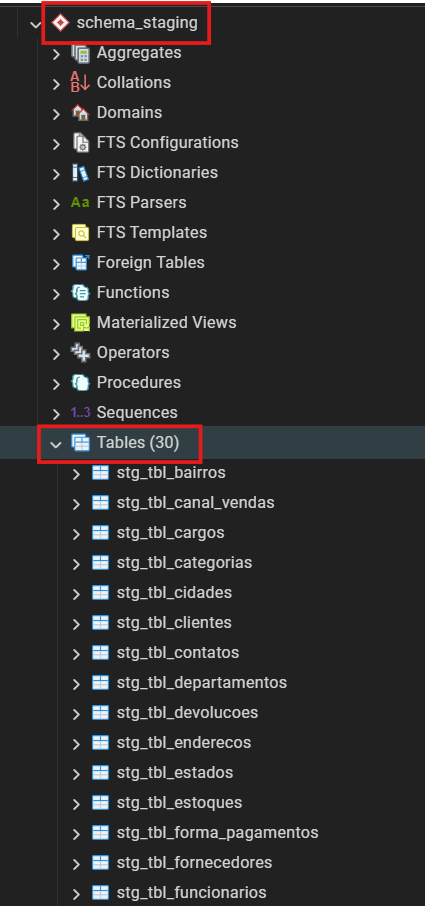 schema_staging
Aggregates
Collations
Domains
FTS Configurations
FTS Dictionaries
Aa FTS Parsers
FTS Templates
Foreign Tables
Functions
Materialized Views
Operators
Procedures
1..3 Sequences
Tables (30)
stg_tbl_bairros
stg_tbl_canal_vendas
stg_tbl_cargos
stg_tbl_categorias
stg_tbl_cidades
stg_tbl_clientes
stg_tbl_contatos
stg_tbl_departamentos
stg_tbl_devolucoes
stg_tbl_enderecos
stg_tbl_estados
stg_tbl_estoques
stg_tbl_forma_pagamentos
stg_tbl_fornecedores
stg_tbl_funcionarios